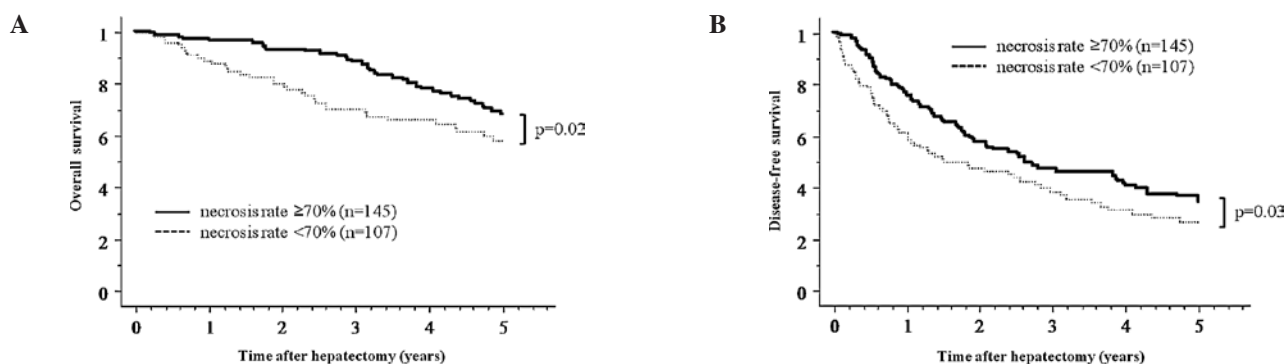 A
Overall survival
1
8
6
4
2
0
necrosis rate ≥70% (n=145)
necrosis rate <70% (n=107)
p=0.02
0 1 2 3 4 5
Time after hepatectomy (years)
B
Disease-free survival
1
8
6
4
2
0
necrosis rate ≥70% (n=145)
necrosis rate <70% (n=107)
p=0.03
0 1 2 3 4 5
Time after hepatectomy (years)